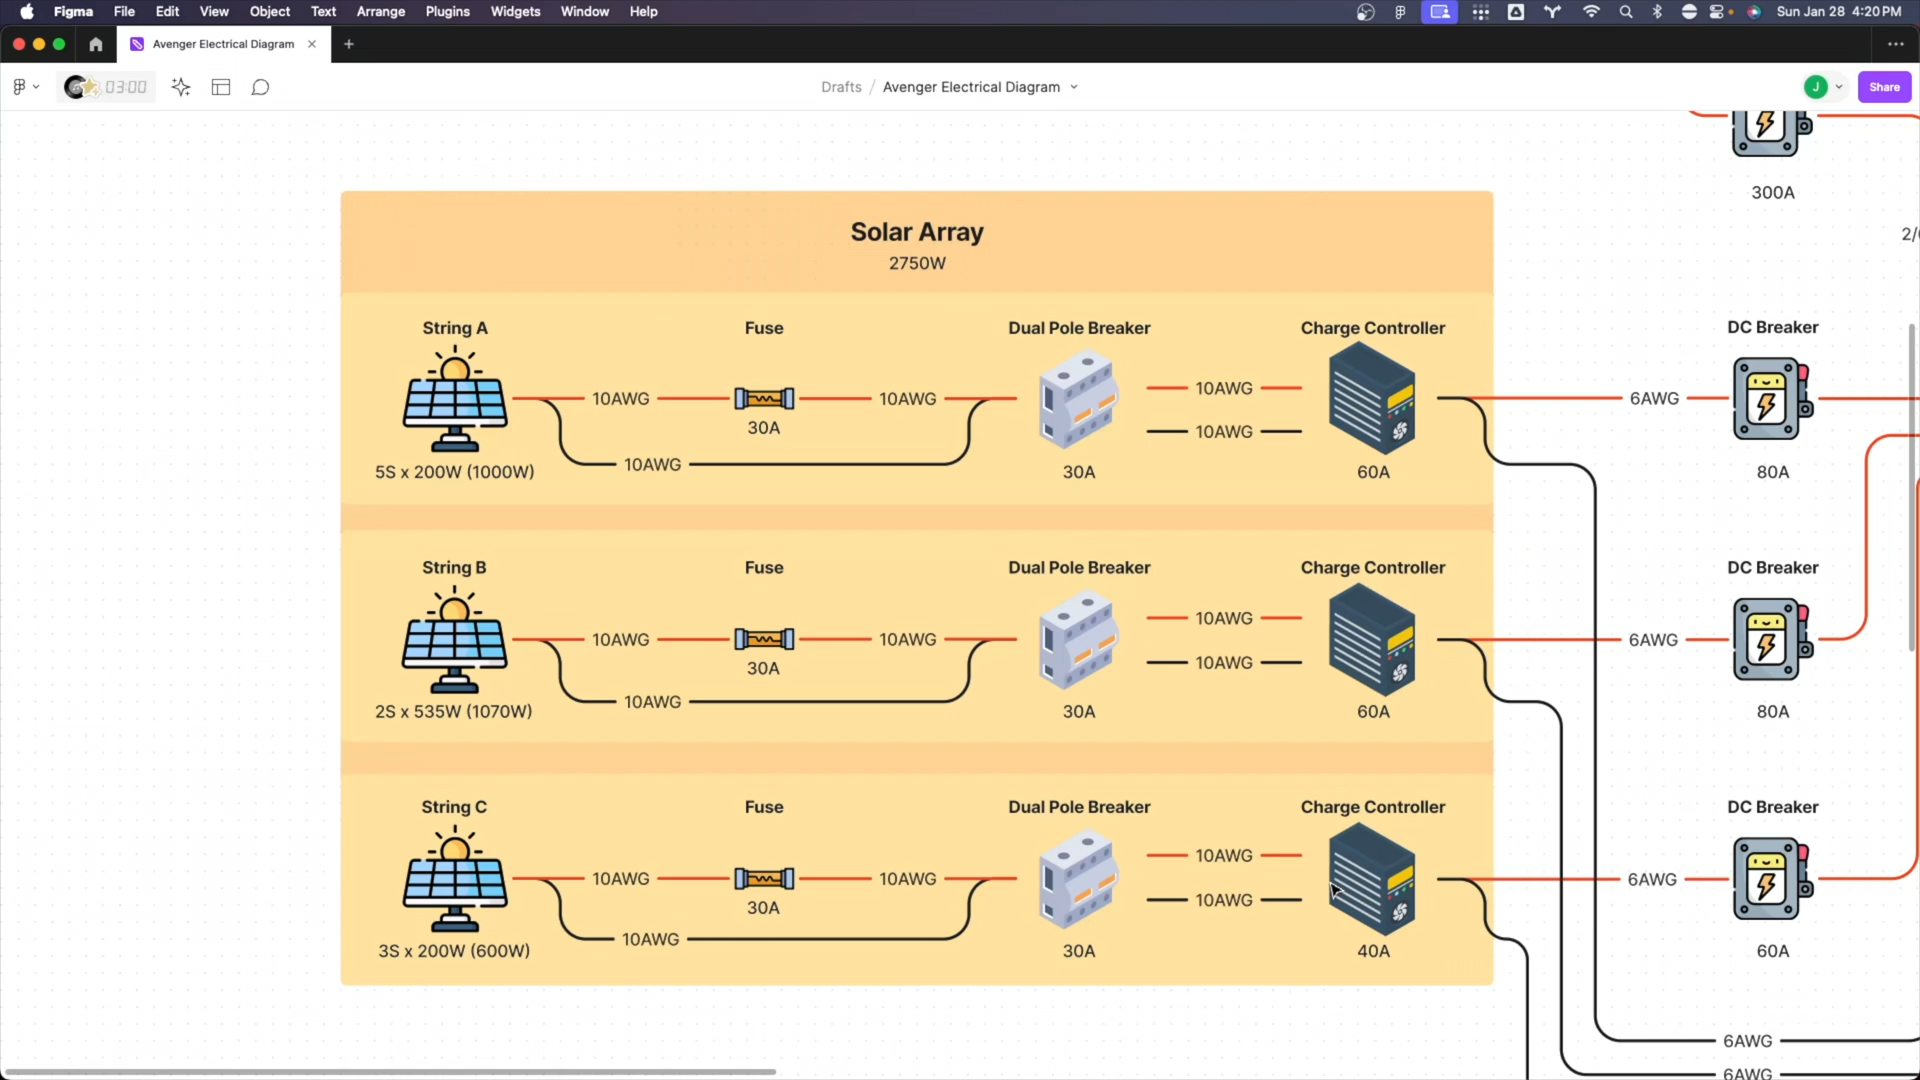 Figma File Edit View Object Text Arrange Plugins Widgets Window Help Sun Jan 28 4:20 PM
Avenger Electrical Diagram
03:00 Drafts / Avenger Electrical Diagram J Share
300A
2/
Solar Array
2750W
String A Fuse Dual Pole Breaker Charge Controller DC Breaker
10AWG 10AWG 10AWG 6AWG
30A 10AWG
10AWG
5S x 200W (1000W) 30A 60A 80A
String B Fuse Dual Pole Breaker Charge Controller DC Breaker
10AWG 10AWG 10AWG 6AWG
30A 10AWG
10AWG
2S x 535W (1070W) 30A 60A 80A
String C Fuse Dual Pole Breaker Charge Controller DC Breaker
10AWG 10AWG 10AWG 6AWG
30A 10AWG
10AWG
3S x 200W (600W) 30A 40A 60A
6AWG
6AWG